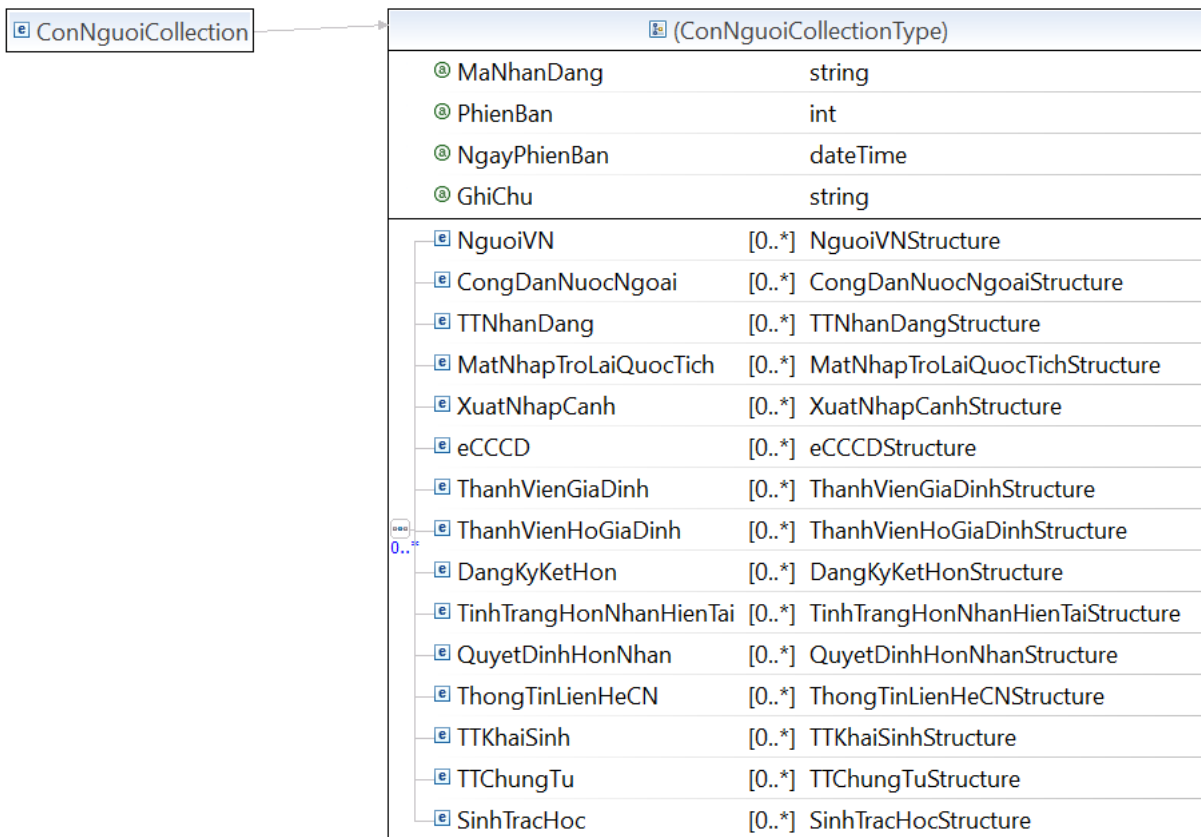 ConNguoiCollection
(ConNguoiCollectionType)
MaNhanDang string
PhienBan int
NgayPhienBan dateTime
GhiChu string
NguoiVN [0..*] NguoiVNStructure
CongDanNuocNgoai [0..*] CongDanNuocNgoaiStructure
TTNhanDang [0..*] TTNhanDangStructure
MatNhapTroLaiQuocTich [0..*] MatNhapTroLaiQuocTichStructure
XuatNhapCanh [0..*] XuatNhapCanhStructure
eCCCD [0..*] eCCCDStructure
ThanhVienGiaDinh [0..*] ThanhVienGiaDinhStructure
ThanhVienHoGiaDinh [0..*] ThanhVienHoGiaDinhStructure
0..*
DangKyKetHon [0..*] DangKyKetHonStructure
TinhTrangHonNhanHienTai [0..*] TinhTrangHonNhanHienTaiStructure
QuyetDinhHonNhan [0..*] QuyetDinhHonNhanStructure
ThongTinLienHeCN [0..*] ThongTinLienHeCNStructure
TTKhaiSinh [0..*] TTKhaiSinhStructure
TTChungTu [0..*] TTChungTuStructure
SinhTracHoc [0..*] SinhTracHocStructure